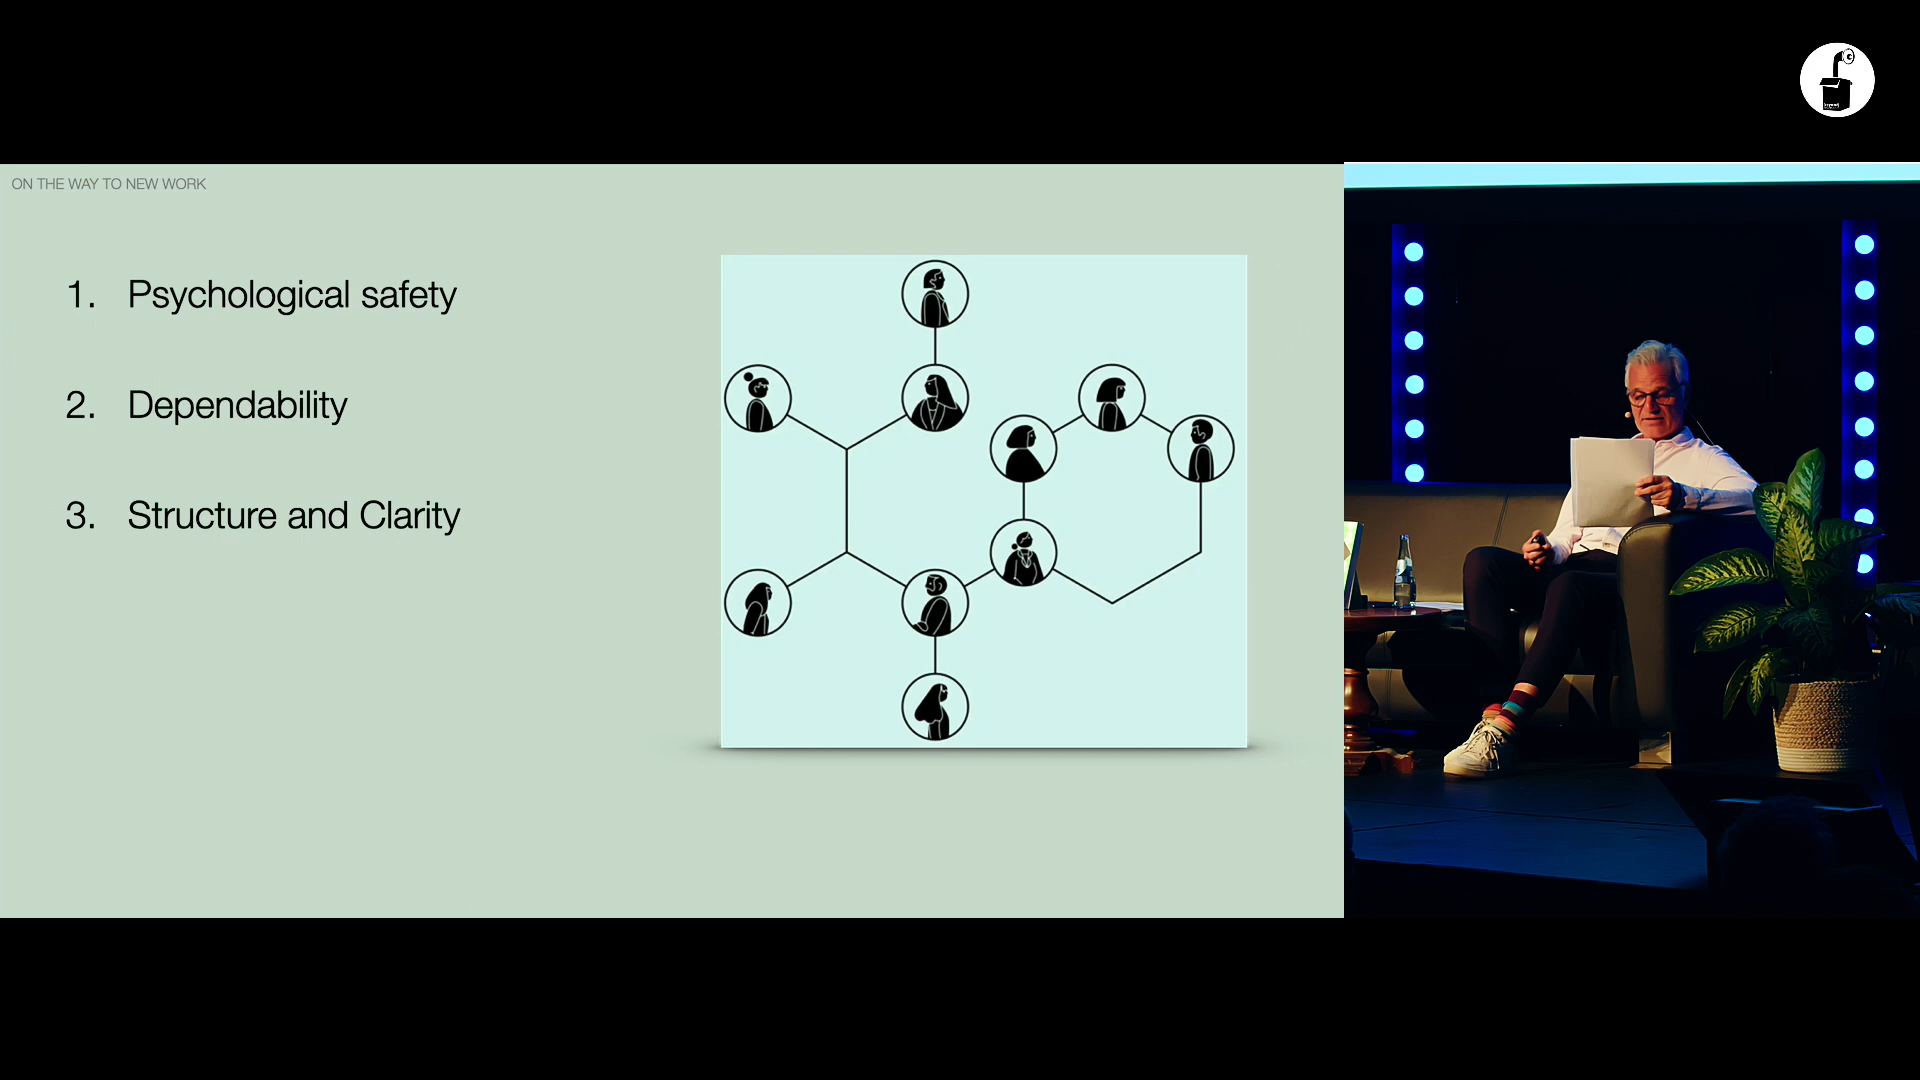 ON THE WAY TO NEW WORK
1. Psychological safety
2. Dependability
3. Structure and Clarity